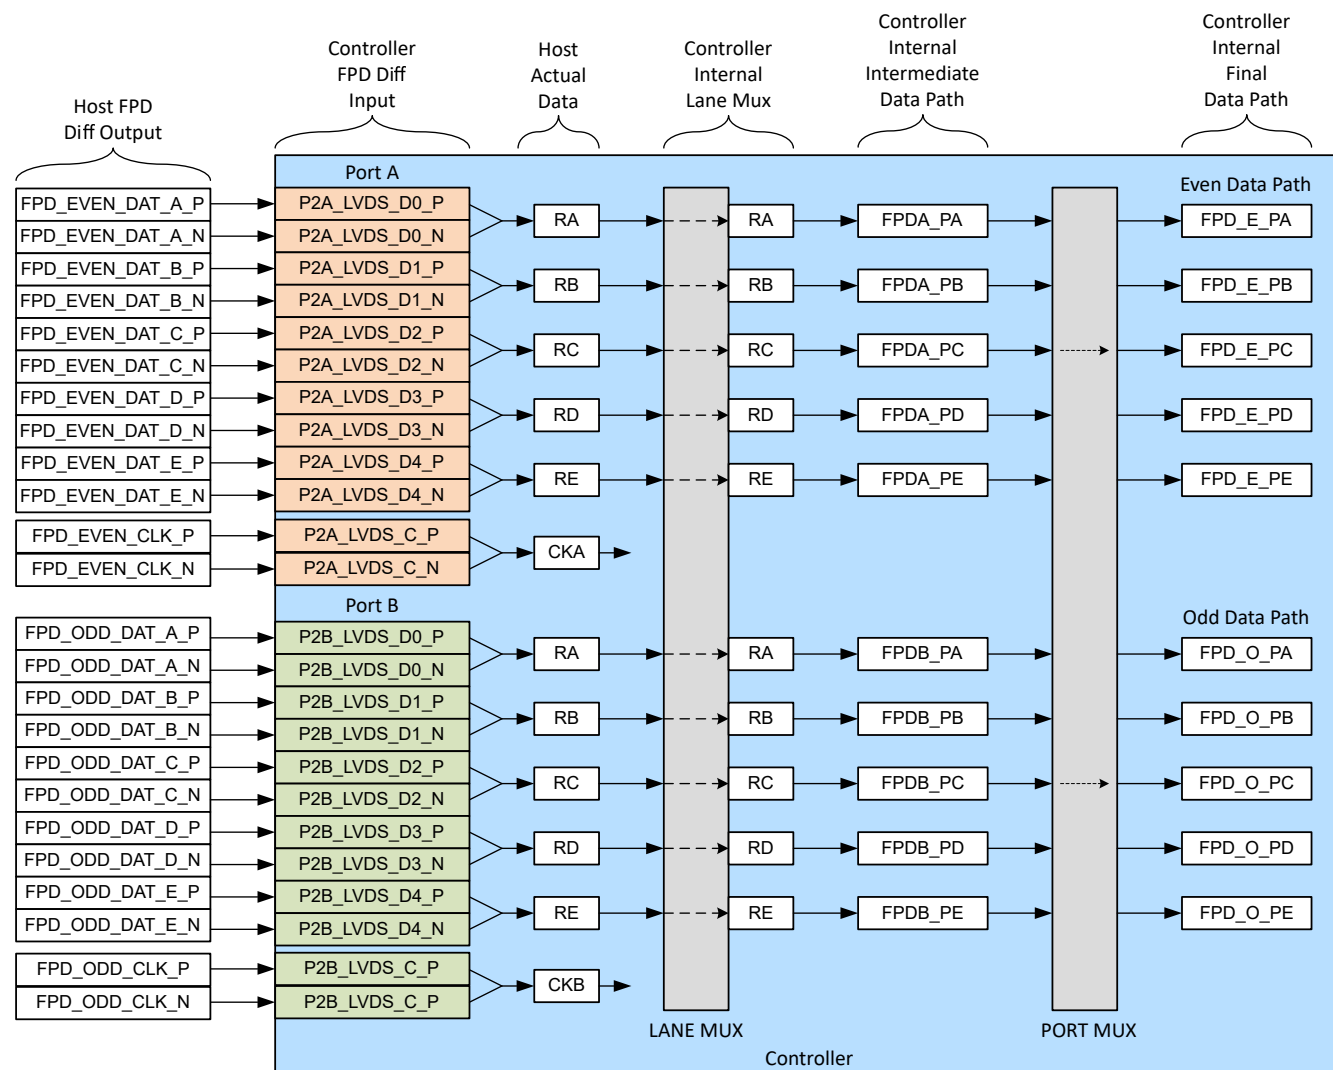 Host FPD
Diff Output
Controller
FPD Diff
Input
Host
Actual
Data
Controller
Internal
Lane Mux
Controller
Internal
Intermediate
Data Path
Controller
Internal
Final
Data Path
Port A
Even Data Path
FPD_EVEN_DAT_A_P
P2A_LVDS_D0_P
FPD_EVEN_DAT_A_N
P2A_LVDS_D0_N
RA
RA
FPDA_PA
FPD_E_PA
FPD_EVEN_DAT_B_P
P2A_LVDS_D1_P
FPD_EVEN_DAT_B_N
P2A_LVDS_D1_N
RB
RB
FPDA_PB
FPD_E_PB
FPD_EVEN_DAT_C_P
P2A_LVDS_D2_P
FPD_EVEN_DAT_C_N
P2A_LVDS_D2_N
RC
RC
FPDA_PC
FPD_E_PC
FPD_EVEN_DAT_D_P
P2A_LVDS_D3_P
FPD_EVEN_DAT_D_N
P2A_LVDS_D3_N
RD
RD
FPDA_PD
FPD_E_PD
FPD_EVEN_DAT_E_P
P2A_LVDS_D4_P
FPD_EVEN_DAT_E_N
P2A_LVDS_D4_N
RE
RE
FPDA_PE
FPD_E_PE
FPD_EVEN_CLK_P
P2A_LVDS_C_P
FPD_EVEN_CLK_N
P2A_LVDS_C_N
CKA
Port B
Odd Data Path
FPD_ODD_DAT_A_P
P2B_LVDS_D0_P
FPD_ODD_DAT_A_N
P2B_LVDS_D0_N
RA
RA
FPDB_PA
FPD_O_PA
FPD_ODD_DAT_B_P
P2B_LVDS_D1_P
FPD_ODD_DAT_B_N
P2B_LVDS_D1_N
RB
RB
FPDB_PB
FPD_O_PB
FPD_ODD_DAT_C_P
P2B_LVDS_D2_P
FPD_ODD_DAT_C_N
P2B_LVDS_D2_N
RC
RC
FPDB_PC
FPD_O_PC
FPD_ODD_DAT_D_P
P2B_LVDS_D3_P
FPD_ODD_DAT_D_N
P2B_LVDS_D3_N
RD
RD
FPDB_PD
FPD_O_PD
FPD_ODD_DAT_E_P
P2B_LVDS_D4_P
FPD_ODD_DAT_E_N
P2B_LVDS_D4_N
RE
RE
FPDB_PE
FPD_O_PE
FPD_ODD_CLK_P
P2B_LVDS_C_P
FPD_ODD_CLK_N
P2B_LVDS_C_P
CKB
LANE MUX
PORT MUX
Controller